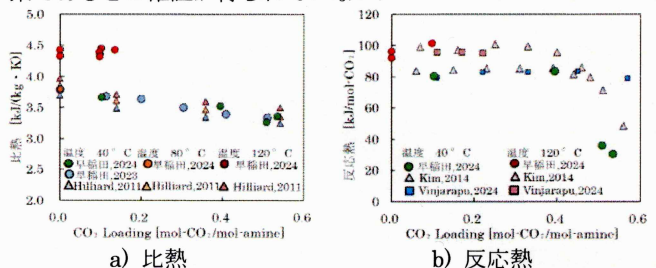 5.0
4.5
4.0
3.5
3.0
2.5
2.0
比熱 [kJ/(kg・K)]
温度 40°C 温度 80°C 温度 120°C
早稲田,2024 早稲田,2024 早稲田,2024
早稲田,2023
Hilliard,2011 Hilliard,2011 Hilliard,2011
0.0 0.2 0.4 0.6
CO₂ Loading [mol-CO₂/mol-amine]
a) 比熱
120
100
80
60
40
20
0
反応熱 [kJ/mol-CO₂]
温度 40°C 温度 120°C
早稲田,2024 早稲田,2024
Kim,2014 Kim,2014
Vinjarapu,2024 Vinjarapu,2024
0.0 0.2 0.4 0.6
CO₂ Loading [mol-CO₂/mol-amine]
b) 反応熱